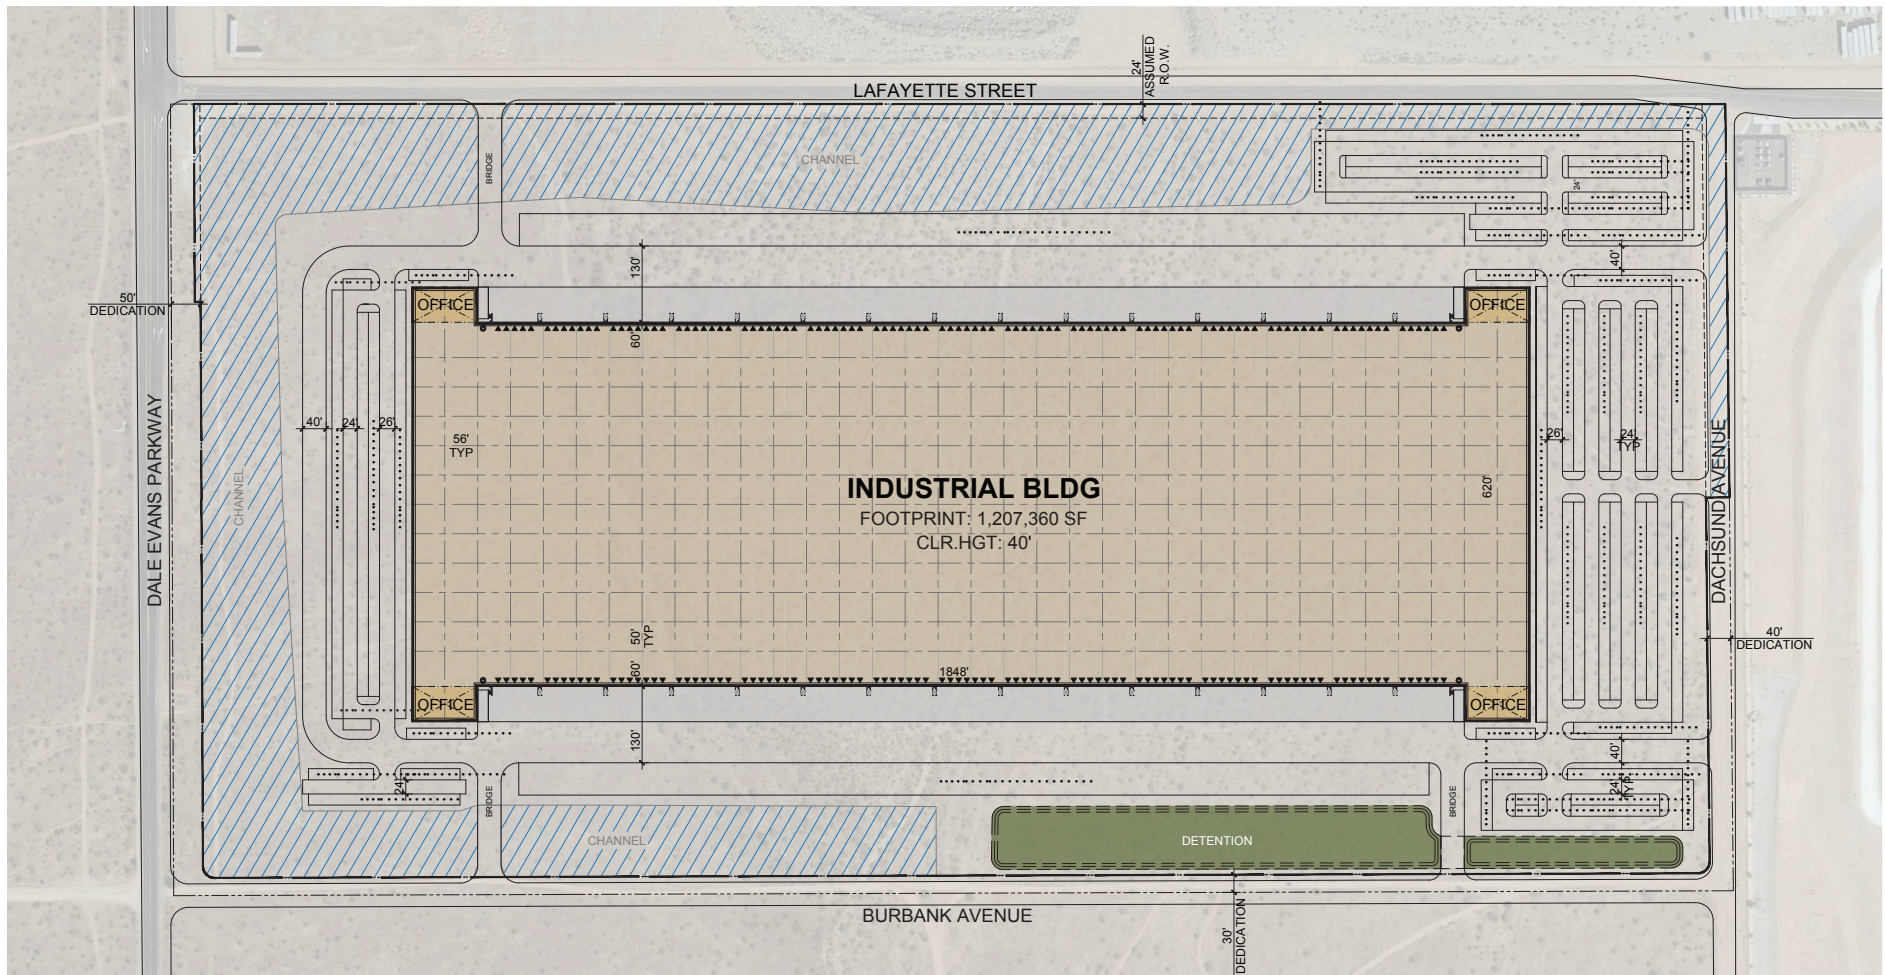 24'
ASSUMED
R.O.W.
LAFAYETTE STREET
BRIDGE
CHANNEL
24'
130'
40'
50'
DEDICATION
OFFICE
OFFICE
60'
DALE EVANS PARKWAY
CHANNEL
40'
24'
26'
56'
TYP
INDUSTRIAL BLDG
FOOTPRINT: 1,207,360 SF
CLR.HGT: 40'
620'
26'
24'
TYP
DACHSUND AVENUE
50'
TYP
60'
1848'
40'
DEDICATION
OFFICE
OFFICE
130'
40'
24'
BRIDGE
BRIDGE
24'
TYP
CHANNEL
DETENTION
BURBANK AVENUE
30'
DEDICATION